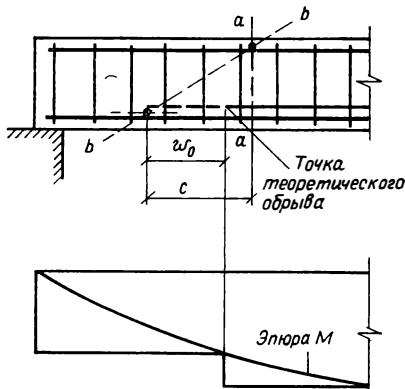 a
b
b
w₀
a
c
Точка
теоретического
обрыва
Эпюра М